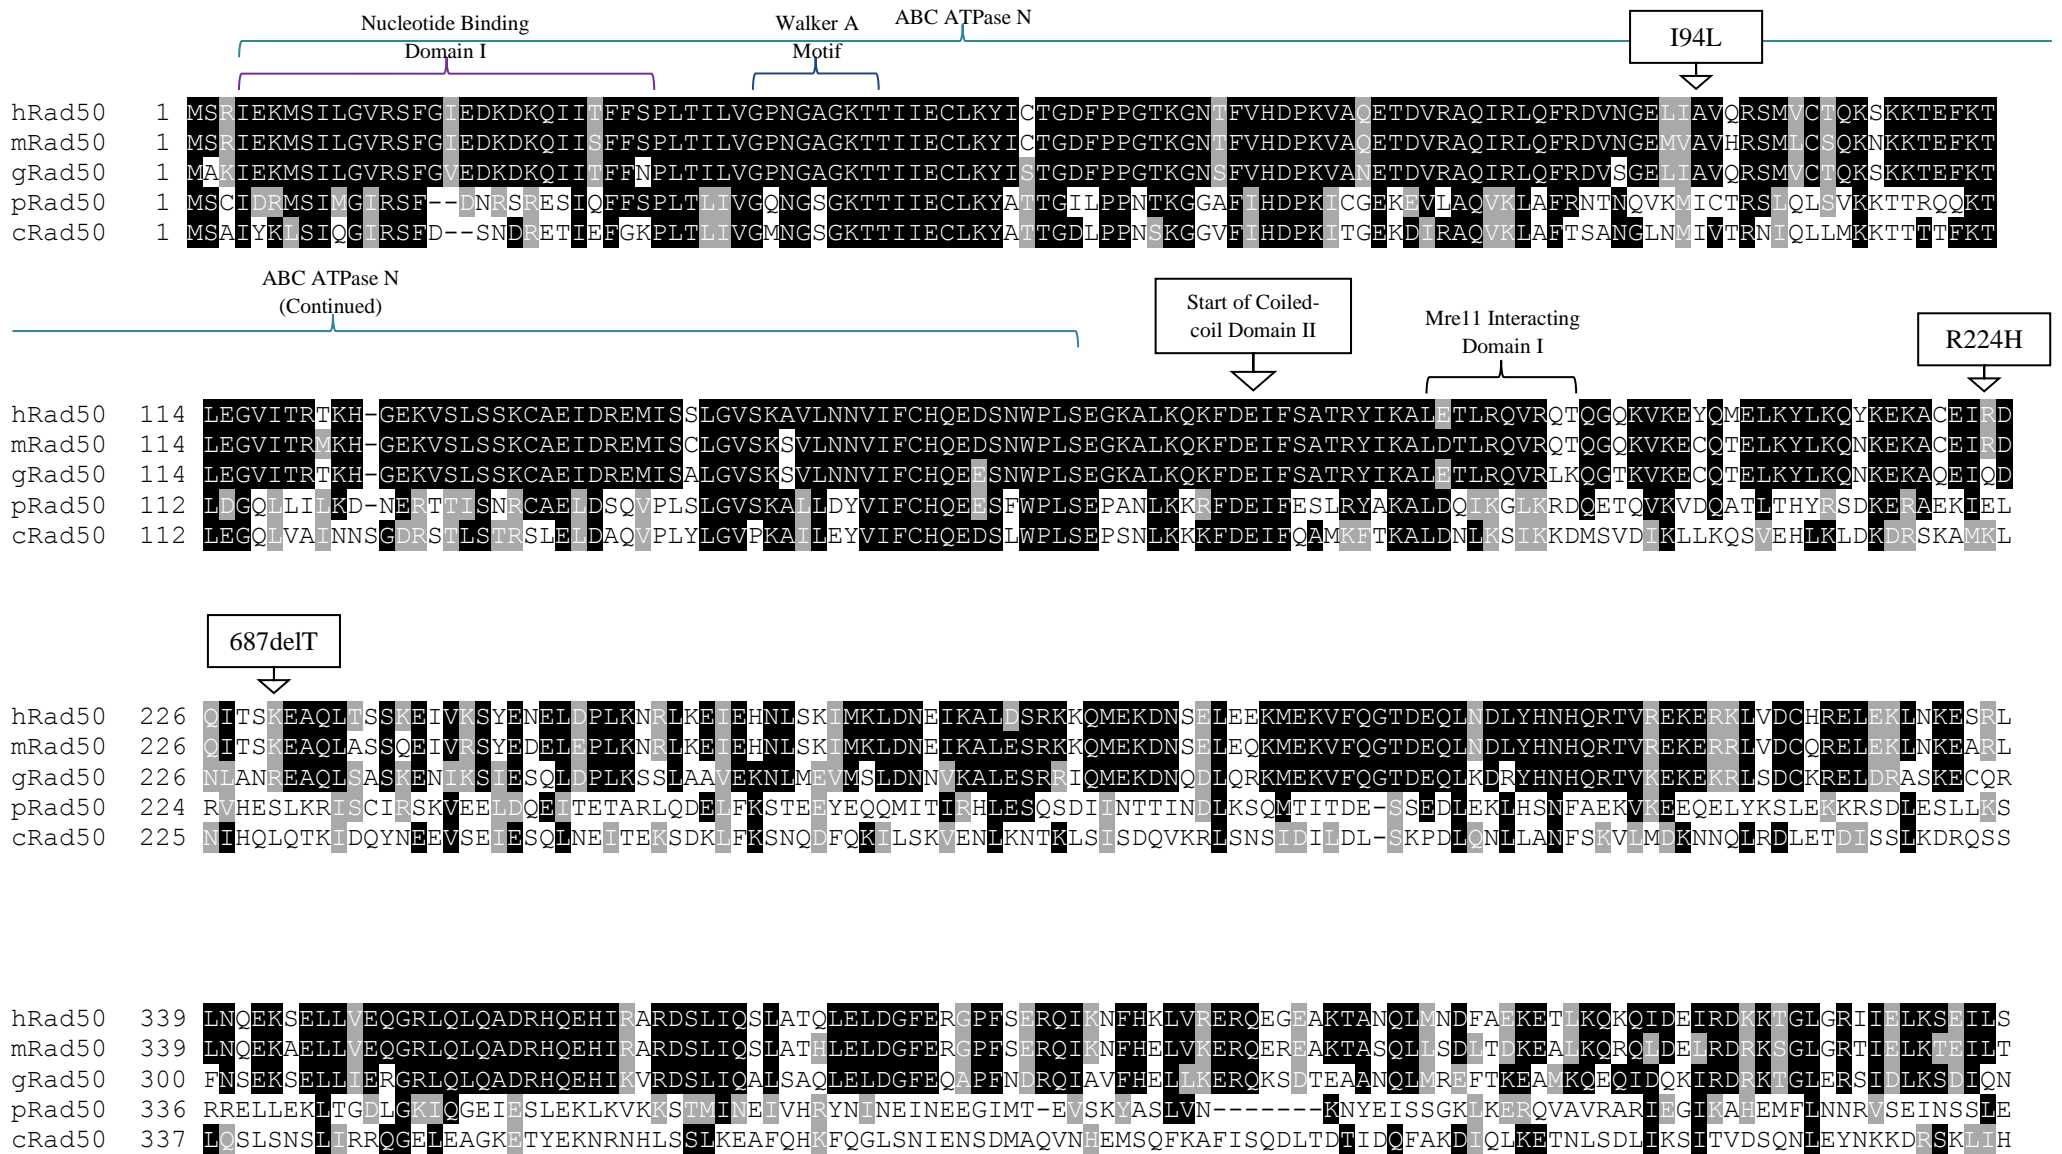 Nucleotide Binding Domain I
Walker A Motif
ABC ATPase N
I94L
hRad50 1 MSRIEKMSILGVRSFGIEDKDKQIITFFSPLTILVGPNGAGKTTIIECLKYICTGDFPPGTKGNTFVHDPKVAQETDVRAQIRLQFRDVNGELIAVQRSMVCTQKSKKTEFKT
mRad50 1 MSRIEKMSILGVRSFGIEDKDKQIISFFSPLTILVGPNGAGKTTIIECLKYICTGDFPPGTKGNTFVHDPKVAQETDVRAQIRLQFRDVNGEMVAVHRSMLCSQKNKKTEFKT
gRad50 1 MAKIEKMSILGVRSFGVEDKDKQIITFFNPLTILVGPNGAGKTTIIECLKYISTGDFPPGTKGNSFVHDPKVANETDVRAQIRLQFRDVSGELIAVQRSMVCTQKSKKTEFKT
pRad50 1 MSCIDRMSIMGIRSF--DNRSRESIQFFSPLTLIVGQNGSGKTTIIECLKYATTGILPPNTKGGAFIHDPKICGEKEVLAQVKLAFRNTNQVKMICTRSLQLSVKKTTRQQKT
cRad50 1 MSAIYKLSIQGIRSFD--SNDRETIEFGKPLTLIVGMNGSGKTTIIECLKYATTGDLPPNSKGGVFIHDPKITGEKDIRAQVKLAFTSANGLNMIVTRNIQLLMKKTTTTFKT
ABC ATPase N
(Continued)
Start of Coiled-
coil Domain II
Mre11 Interacting
Domain I
R224H
hRad50 114 LEGVITRTKH-GEKVSLSSKCAEIDREMISSLGVSKAVLNNVIFCHQEDSNWPLSEGKALKQKFDEIFSATRYIKALETLRQVRQTQGQKVKEYQMELKYLKQYKEKACEIRD
mRad50 114 LEGVITRMKH-GEKVSLSSKCAEIDREMISCLGVSKSVLNNVIFCHQEDSNWPLSEGKALKQKFDEIFSATRYIKALDTLRQVRQTQGQKVKECQTELKYLKQNKEKACEIRD
gRad50 114 LEGVITRTKH-GEKVSLSSKCAEIDREMISALGVSKSVLNNVIFCHQEESNWPLSEGKALKQKFDEIFSATRYIKALETLRQVRLKQGTKVKECQTELKYLKQNKEKAQEIQD
pRad50 112 LDGQLLILKD-NERTTISNRCAELDSQVPLSLGVSKALLDYVIFCHQEESFWPLSEPANLKKRFDEIFESLRYAKALDQIKGLKRDQETQVKVDQATLTHYRSDKERAEKIEL
cRad50 112 LEGQLVAINNSGDRSTLSTRSLELDAQVPLYLGVPKAILEYVIFCHQEDSLWPLSEPSNLKKKFDEIFQAMKFTKALDNLKSIKKDMSVDIKLLKQSVEHLKLDKDRSKAMKL
687delT
hRad50 226 QITSKEAQLTSSKEIVKSYENELDPLKNRLKEIEHNLSKIMKLDNEIKALDSRKKQMEKDNSELEEKMEKVFQGTDEQLNDLYHNHQRTVREKERKLVDCHRELEKLNKESRL
mRad50 226 QITSKEAQLASSQEIVRSYEDELEPLKNRLKEIEHNLSKIMKLDNEIKALESRKKQMEKDNSELEQKMEKVFQGTDEQLNDLYHNHQRTVREKERRLVDCQRELEKLNKEARL
gRad50 226 NLANREAQLSASKENIKSIESQLDPLKSSLAAVEKNLMEVMSLDNNVKALESRRIQMEKDNQDLQRKMEKVFQGTDEQLKDRYHNHQRTVKEKEKRLSDCKRELDRASKECQR
pRad50 224 RVHESLKRISCIRSKVEELDQEITETARLQDELFKSTEEYEQQMITIRHLESQSDIINTTINDLKSQMTITDE-SSEDLEKLHSNFAEKVKEEQELYKSLEKKRSDLESLLKS
cRad50 225 NIHQLQTKIDQYNEEVSEIESQLNEITEKSDKLFKSNQDFQKILSKVENLKNTKLSISDQVKRLSNSIDILDL-SKPDLQNLLANFSKVLMDKNNQLRDLETDISSLKDRQSS
hRad50 339 LNQEKSELLVEQGRLQLQADRHQEHIRARDSLIQSLATQLELDGFERGPFSERQIKNFHKLVRERQEGEAKTANQLMNDFAEKETLKQKQIDEIRDKKTGLGRIIELKSEILS
mRad50 339 LNQEKAELLVEQGRLQLQADRHQEHIRARDSLIQSLATHLELDGFERGPFSERQIKNFHELVKERQEREAKTASQLLSDLTDKEALKQRQLDELRDRKSGLGRTIELKTEILT
gRad50 300 FNSEKSELLIERGRLQLQADRHQEHIKVRDSLIQALSAQLELDGFEQAPFNDRQIAVFHELLKERQKSDTEAANQLMREFTKEAMKQEQIDQKIRDRKTGLERSIDLKSDIQN
pRad50 336 RRELLEKLTGDLGKIQGEIESLEKLKVKKSTMINEIVHRYNINEINEEGIMT-EVSKYASLVN-------KNYEISSGKLKERQVAVRARIEGIKAHEMFLNNRVSEINSSLE
cRad50 337 LQSLSNSLIRRQGELEAGKETYEKNRNHLSSLKEAFQHKFQGLSNIENSDMAQVNHEMSQFKAFISQDLTDTIDQFAKDIQLKETNLSDLIKSITVDSQNLEYNKKDRSKLIH